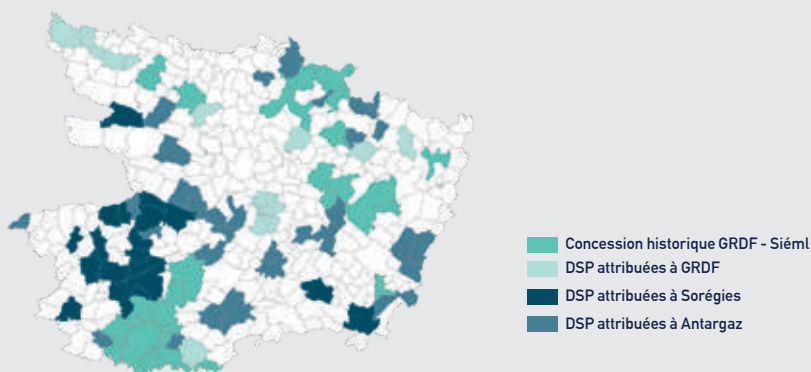 Concession historique GRDF - Siéml
DSP attribuées à GRDF
DSP attribuées à Sorégies
DSP attribuées à Antargaz